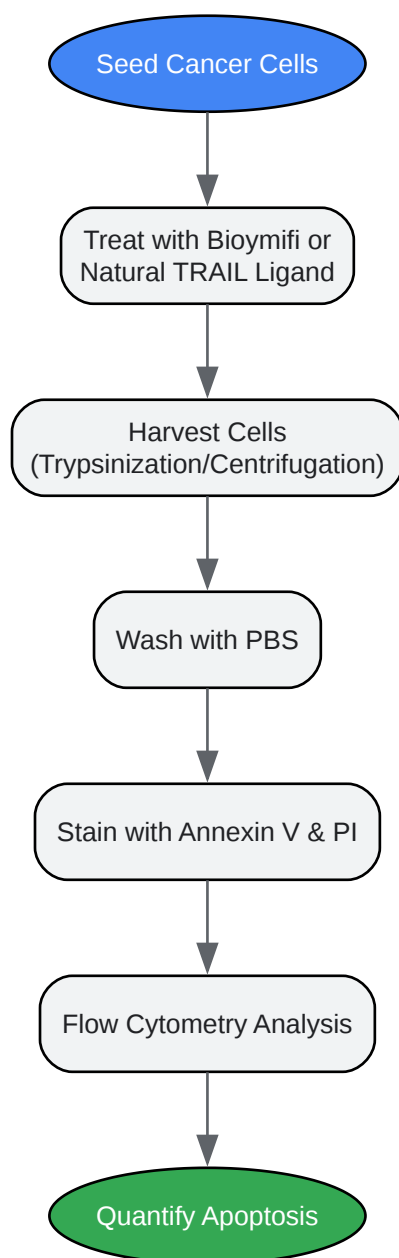 Seed Cancer Cells
Treat with Bioymifi or
Natural TRAIL Ligand
Harvest Cells
(Trypsinization/Centrifugation)
Wash with PBS
Stain with Annexin V & PI
Flow Cytometry Analysis
Quantify Apoptosis